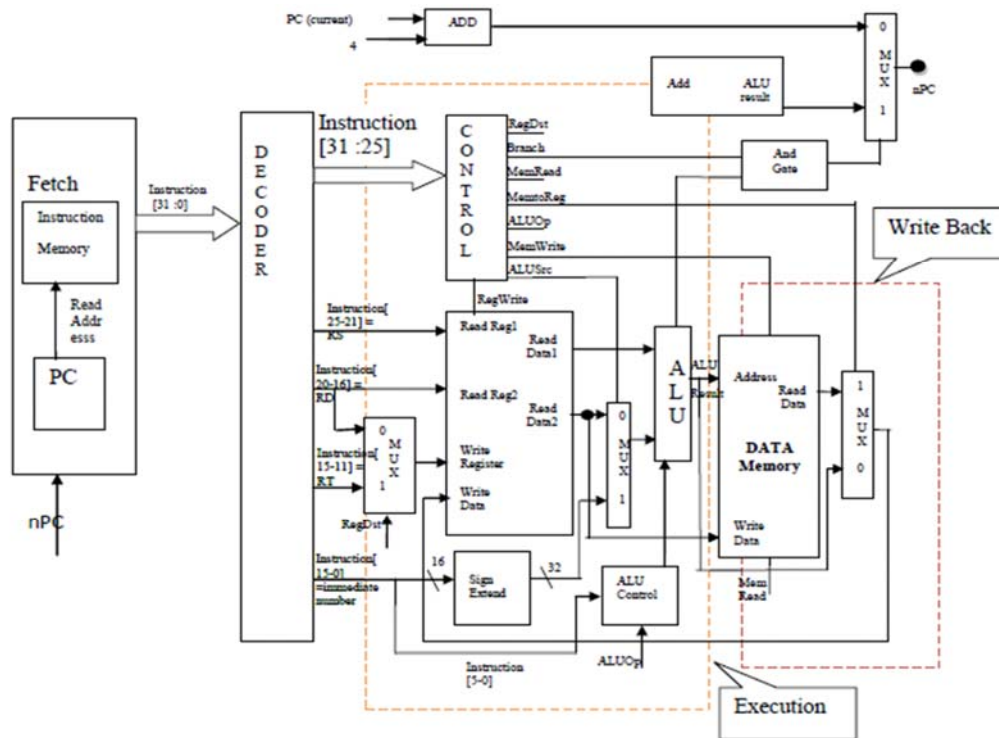 PC (current)
4
ADD
0
M
U
X
1
nPC
Add
ALU
result
And
Gate
Fetch
Instruction
Memory
Read
Addr
esss
PC
nPC
Instruction
[31 :0]
D
E
C
O
D
E
R
Instruction
[31 :25]
C
O
N
T
R
O
L
RegDst
Branch
MemRead
MemtoReg
ALUOp
MemWrite
ALUSrc
RegWrite
Write Back
Instruction[
25-21] =
RS
Instruction[
20-16] =
RD
Instruction[
15-11] =
RT
Instruction[
15-0]
=immediate
number
0
M
U
X
1
RegDst
Read Reg1
Read
Data1
Read Reg2
Read
Data2
Write
Register
Write
Data
16
Sign
Extend
32
0
M
U
X
1
A
L
U
ALU
Result
ALU
Control
ALUOp
Instruction
[5-0]
Address
Read
Data
DATA
Memory
Write
Data
Mem
Read
1
M
U
X
0
Execution